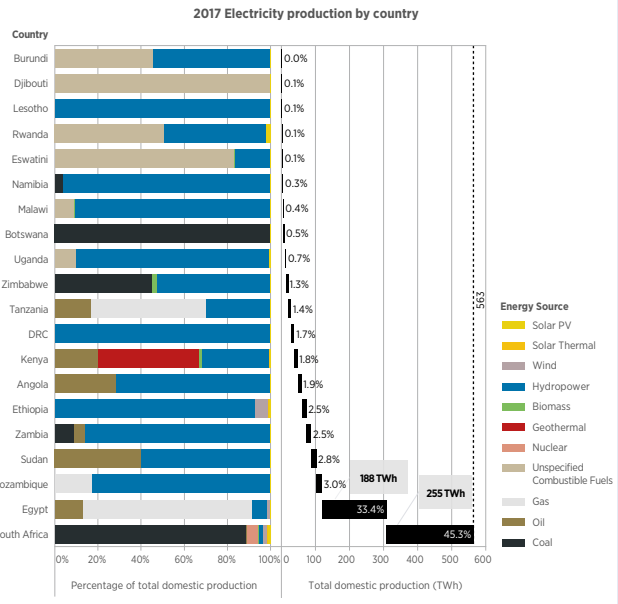 2017 Electricity production by country
Country
Burundi
0.0%
Djibouti
0.1%
Lesotho
0.1%
Rwanda
0.1%
Eswatini
0.1%
Namibia
0.3%
Malawi
0.4%
Botswana
0.5%
Uganda
0.7%
Zimbabwe
1.3%
Tanzania
1.4%
DRC
1.7%
Kenya
1.8%
Angola
1.9%
Ethiopia
2.5%
Zambia
2.5%
Sudan
2.8%
ozambique
3.0%
Egypt
33.4%
outh Africa
45.3%
188 TWh
255 TWh
563
0% 20% 40% 60% 80% 100%
0 100 200 300 400 500 600
Percentage of total domestic production
Total domestic production (TWh)
Energy Source
Solar PV
Solar Thermal
Wind
Hydropower
Biomass
Geothermal
Nuclear
Unspecified
Combustible Fuels
Gas
Oil
Coal